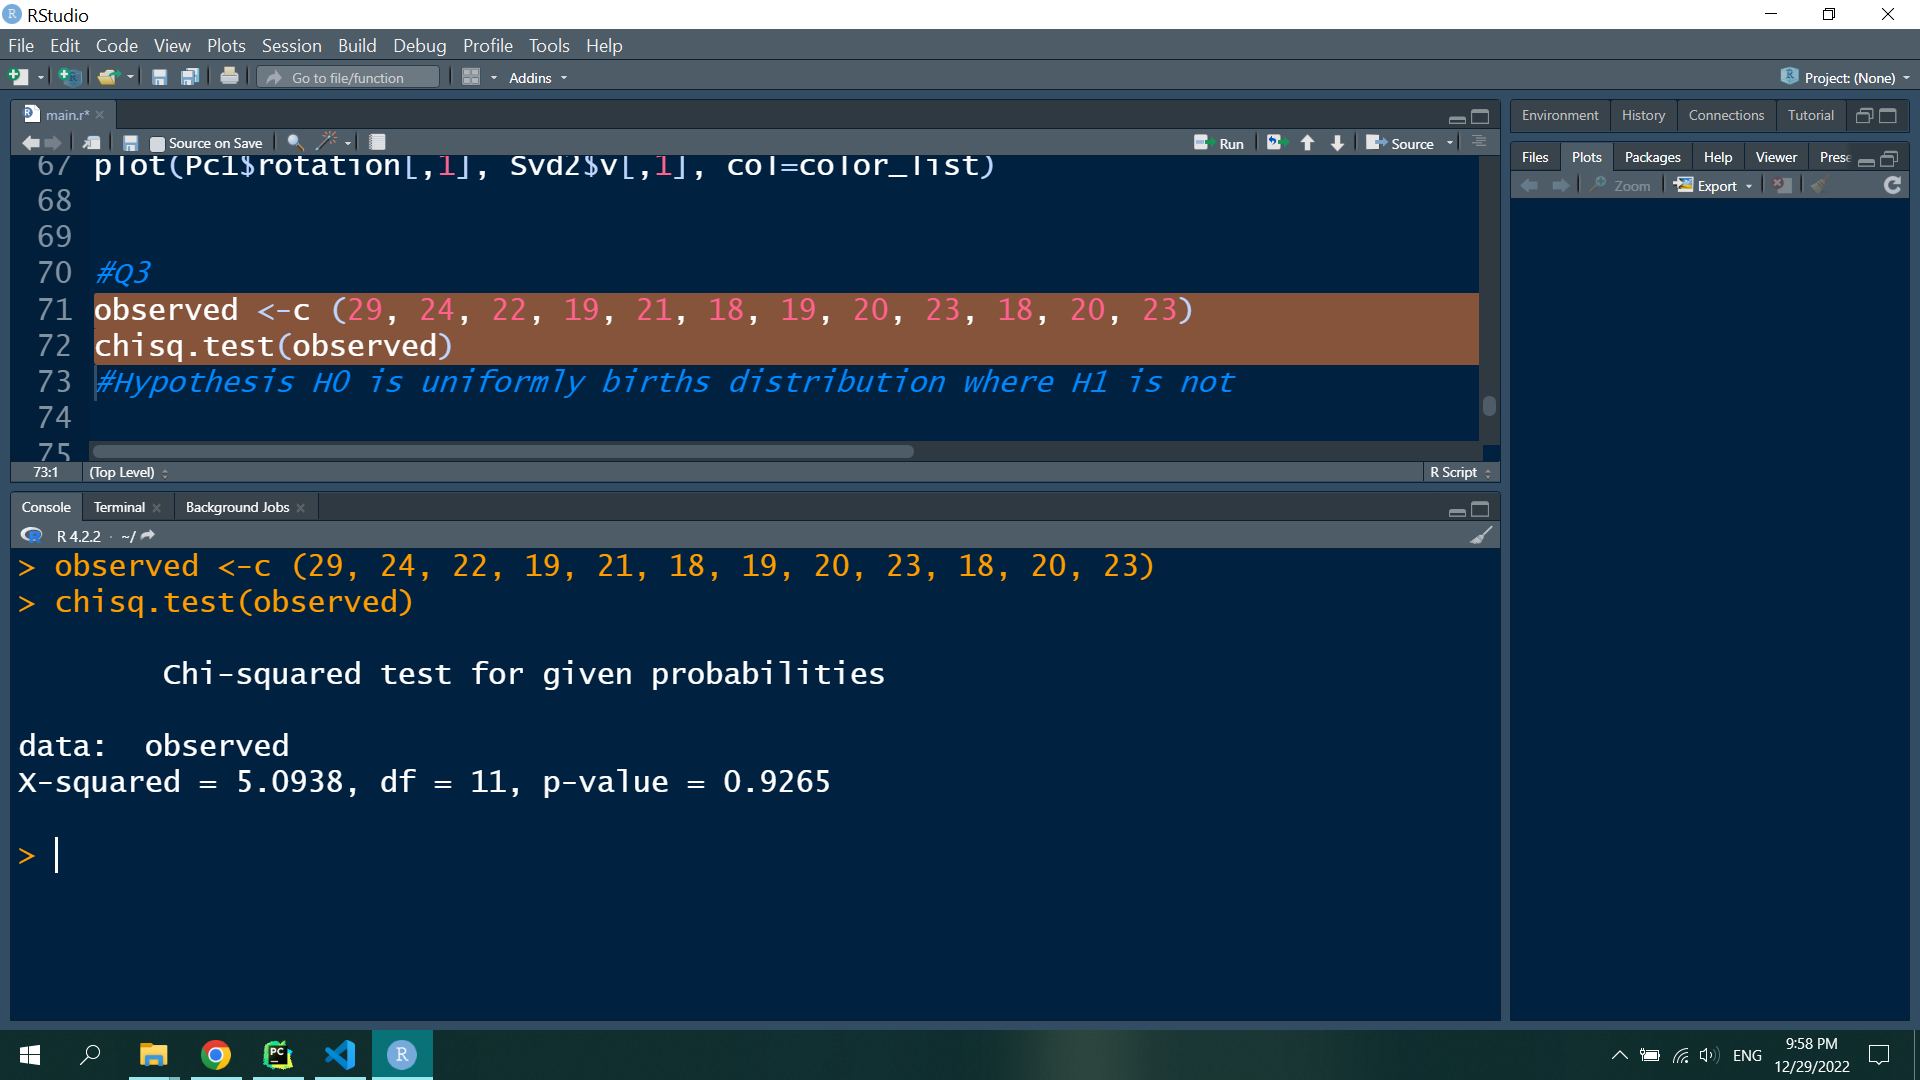 RStudio
File Edit Code View Plots Session Build Debug Profile Tools Help
Go to file/function Addins Project: (None)
main.r*
Source on Save Run Source
67 plot(Pc1$rotation[,1], Svd2$v[,1], col=color_list)
68
69
70 #Q3
71 observed <-c (29, 24, 22, 19, 21, 18, 19, 20, 23, 18, 20, 23)
72 chisq.test(observed)
73 #Hypothesis H0 is uniformly births distribution where H1 is not
74
75
73:1 (Top Level) R Script
Console Terminal Background Jobs
R 4.2.2 · ~/
> observed <-c (29, 24, 22, 19, 21, 18, 19, 20, 23, 18, 20, 23)
> chisq.test(observed)
Chi-squared test for given probabilities
data: observed
X-squared = 5.0938, df = 11, p-value = 0.9265
>
Environment History Connections Tutorial
Files Plots Packages Help Viewer Prese
Zoom Export
PC
R
ENG
9:58 PM
12/29/2022